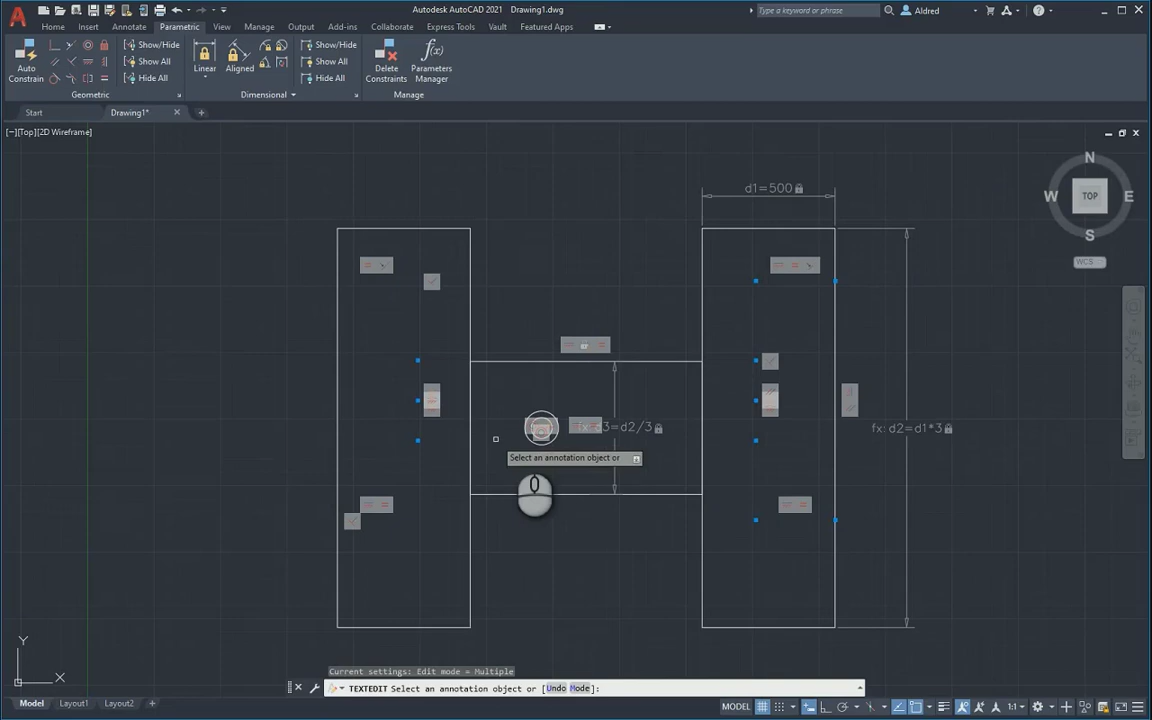 Autodesk AutoCAD 2021 Drawing1.dwg
Type a keyword or phrase
Aldred
Home Insert Annotate Parametric View Manage Output Add-ins Collaborate Express Tools Vault Featured Apps
Auto
Constrain
Show/Hide
Show All
Hide All
Geometric
Linear
Aligned
Show/Hide
Show All
Hide All
Dimensional
f(x)
Delete
Constraints
Parameters
Manager
Manage
Start
Drawing1*
[−][Top][2D Wireframe]
N
W TOP E
S
WCS
d1=500
3=d2/3
fx: d2=d1*3
Select an annotation object or
Y
X
Current settings: Edit mode = Multiple
TEXTEDIT Select an annotation object or [Undo Mode]:
Model Layout1 Layout2
MODEL
1:1